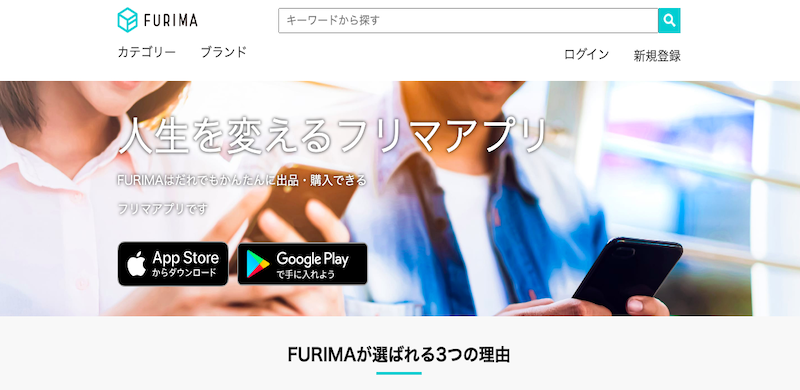 FURIMA
キーワードから探す
カテゴリー ブランド
ログイン 新規登録
人生を変えるフリマアプリ
FURIMAはだれでもかんたんに出品・購入できる
フリマアプリです
App Store
からダウンロード
Google Play
で手に入れよう
FURIMAが選ばれる3つの理由